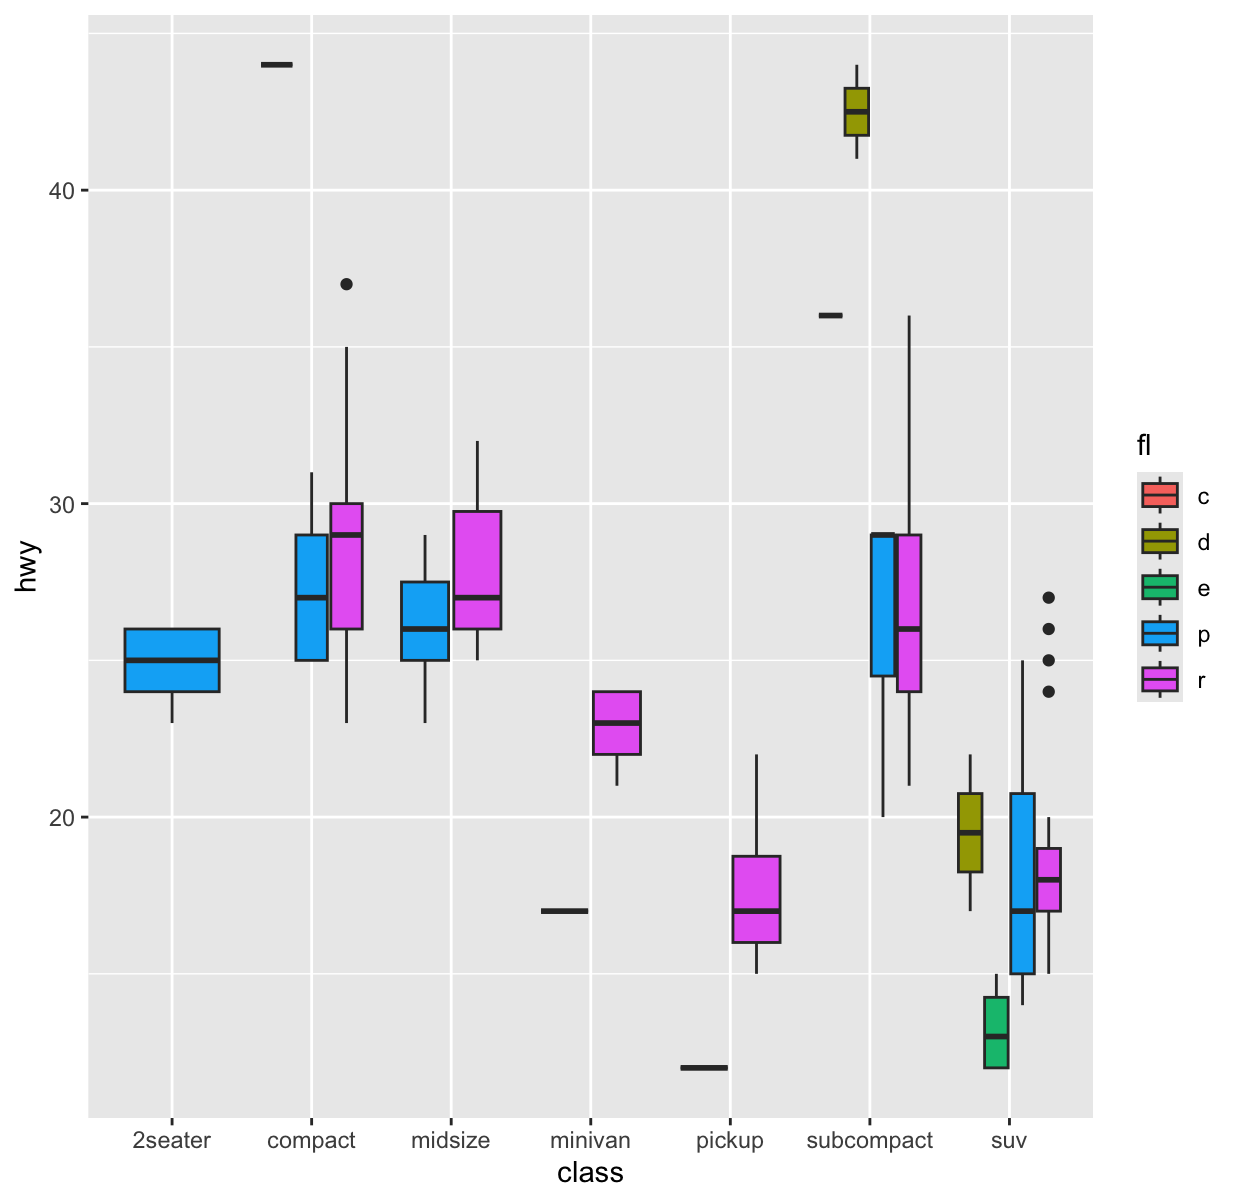 40
30
20
hwy
2seater compact midsize minivan pickup subcompact suv
class
fl
c
d
e
p
r